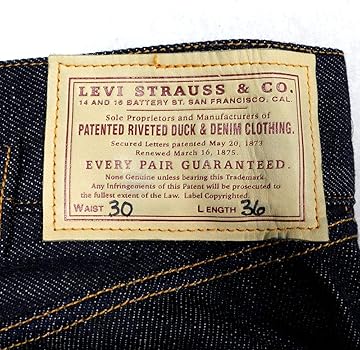 LEVI STRAUSS & CO.
14 AND 16 BATTERY ST. SAN FRANCISCO, CAL.
Sole Proprietors and Manufacturers of
PATENTED RIVETED DUCK & DENIM CLOTHING.
Secured Letters patented May 20, 1873
Renewed March 16, 1875
EVERY PAIR GUARANTEED.
None Genuine unless bearing this Trademark.
Any Infringements of this Patent will be prosecuted to
the fullest extent of the Law. Label Copyrighted.
WAIST 30 LENGTH 36